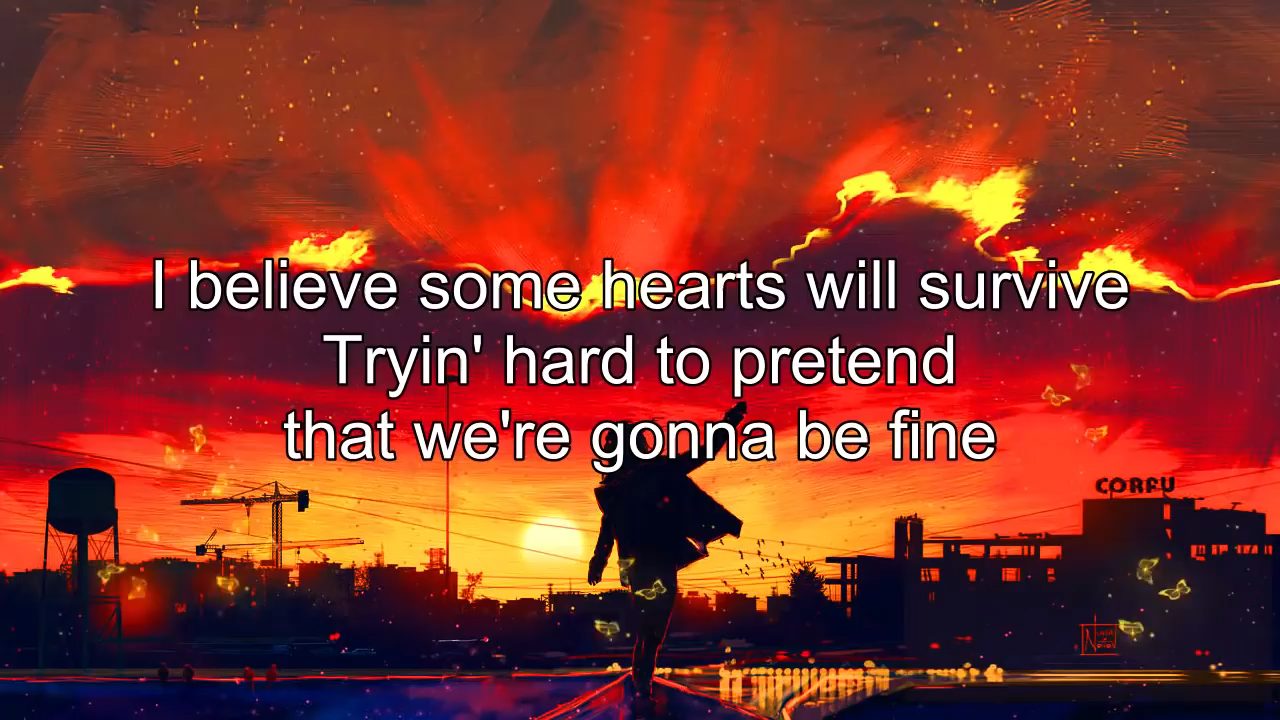 I believe some hearts will survive
Tryin' hard to pretend
that we're gonna be fine
CORFU